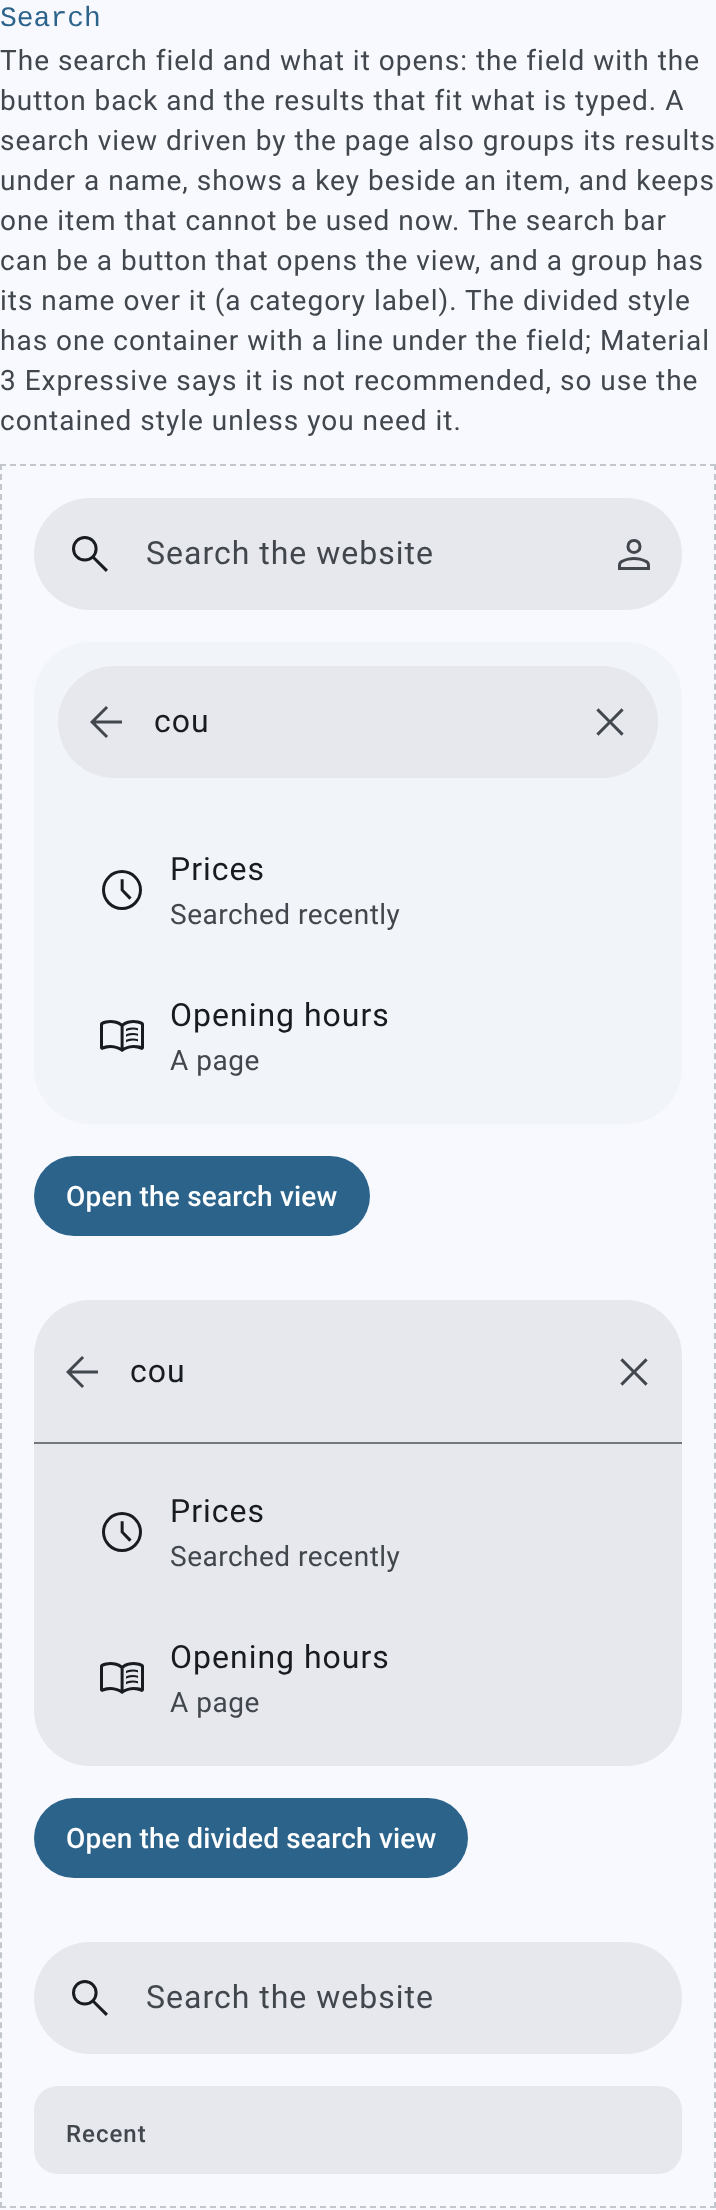 Search
The search field and what it opens: the field with the
button back and the results that fit what is typed. A
search view driven by the page also groups its results
under a name, shows a key beside an item, and keeps
one item that cannot be used now. The search bar
can be a button that opens the view, and a group has
its name over it (a category label). The divided style
has one container with a line under the field; Material
3 Expressive says it is not recommended, so use the
contained style unless you need it.
Search the website
cou
Prices
Searched recently
Opening hours
A page
Open the search view
cou
Prices
Searched recently
Opening hours
A page
Open the divided search view
Search the website
Recent